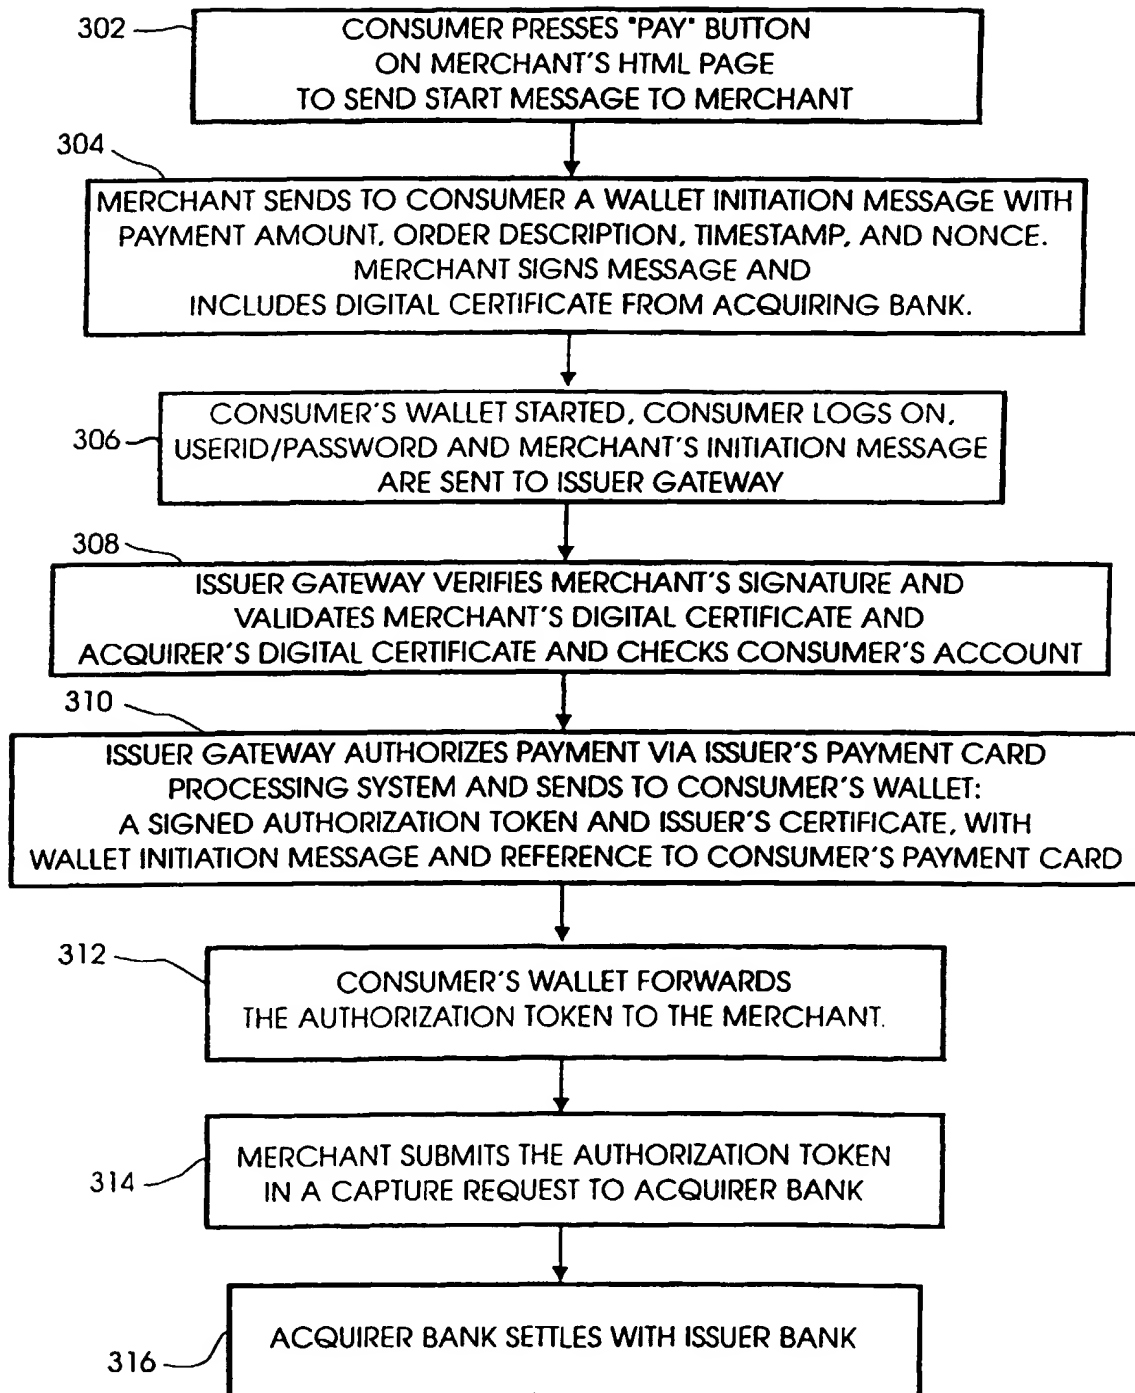 302
CONSUMER PRESSES "PAY" BUTTON
ON MERCHANT'S HTML PAGE
TO SEND START MESSAGE TO MERCHANT
304
MERCHANT SENDS TO CONSUMER A WALLET INITIATION MESSAGE WITH
PAYMENT AMOUNT, ORDER DESCRIPTION, TIMESTAMP, AND NONCE.
MERCHANT SIGNS MESSAGE AND
INCLUDES DIGITAL CERTIFICATE FROM ACQUIRING BANK.
306
CONSUMER'S WALLET STARTED, CONSUMER LOGS ON,
USERID/PASSWORD AND MERCHANT'S INITIATION MESSAGE
ARE SENT TO ISSUER GATEWAY
308
ISSUER GATEWAY VERIFIES MERCHANT'S SIGNATURE AND
VALIDATES MERCHANT'S DIGITAL CERTIFICATE AND
ACQUIRER'S DIGITAL CERTIFICATE AND CHECKS CONSUMER'S ACCOUNT
310
ISSUER GATEWAY AUTHORIZES PAYMENT VIA ISSUER'S PAYMENT CARD
PROCESSING SYSTEM AND SENDS TO CONSUMER'S WALLET:
A SIGNED AUTHORIZATION TOKEN AND ISSUER'S CERTIFICATE, WITH
WALLET INITIATION MESSAGE AND REFERENCE TO CONSUMER'S PAYMENT CARD
312
CONSUMER'S WALLET FORWARDS
THE AUTHORIZATION TOKEN TO THE MERCHANT.
314
MERCHANT SUBMITS THE AUTHORIZATION TOKEN
IN A CAPTURE REQUEST TO ACQUIRER BANK
316
ACQUIRER BANK SETTLES WITH ISSUER BANK